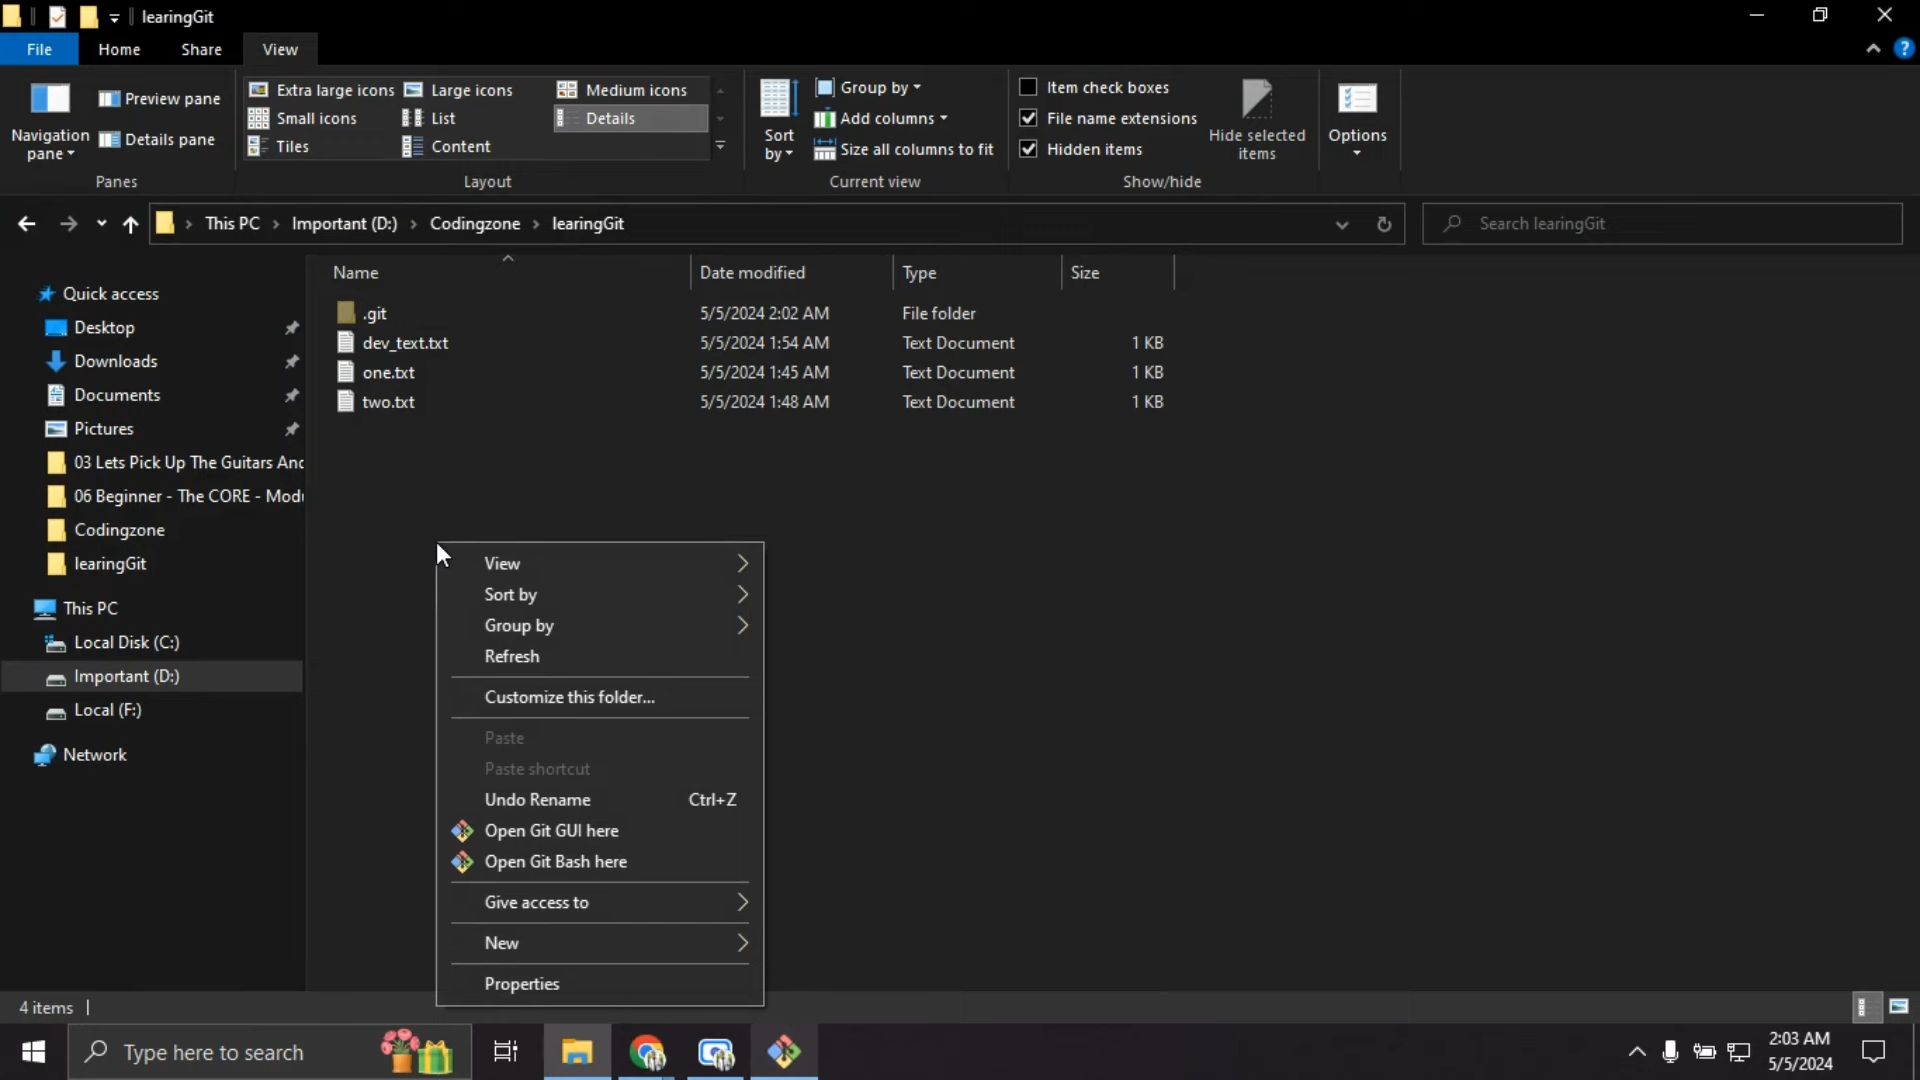 learingGit
File Home Share View
Navigation pane
Preview pane
Details pane
Panes
Extra large icons Large icons Medium icons
Small icons List Details
Tiles Content
Layout
Sort by
Group by
Add columns
Size all columns to fit
Current view
Item check boxes
File name extensions
Hidden items
Hide selected items
Show/hide
Options
This PC > Important (D:) > Codingzone > learingGit
Search learingGit
Name Date modified Type Size
.git 5/5/2024 2:02 AM File folder
dev_text.txt 5/5/2024 1:54 AM Text Document 1 KB
one.txt 5/5/2024 1:45 AM Text Document 1 KB
two.txt 5/5/2024 1:48 AM Text Document 1 KB
Quick access
Desktop
Downloads
Documents
Pictures
03 Lets Pick Up The Guitars And
06 Beginner - The CORE - Modu
Codingzone
learingGit
This PC
Local Disk (C:)
Important (D:)
Local (F:)
Network
View
Sort by
Group by
Refresh
Customize this folder...
Paste
Paste shortcut
Undo Rename Ctrl+Z
Open Git GUI here
Open Git Bash here
Give access to
New
Properties
4 items
Type here to search
2:03 AM
5/5/2024